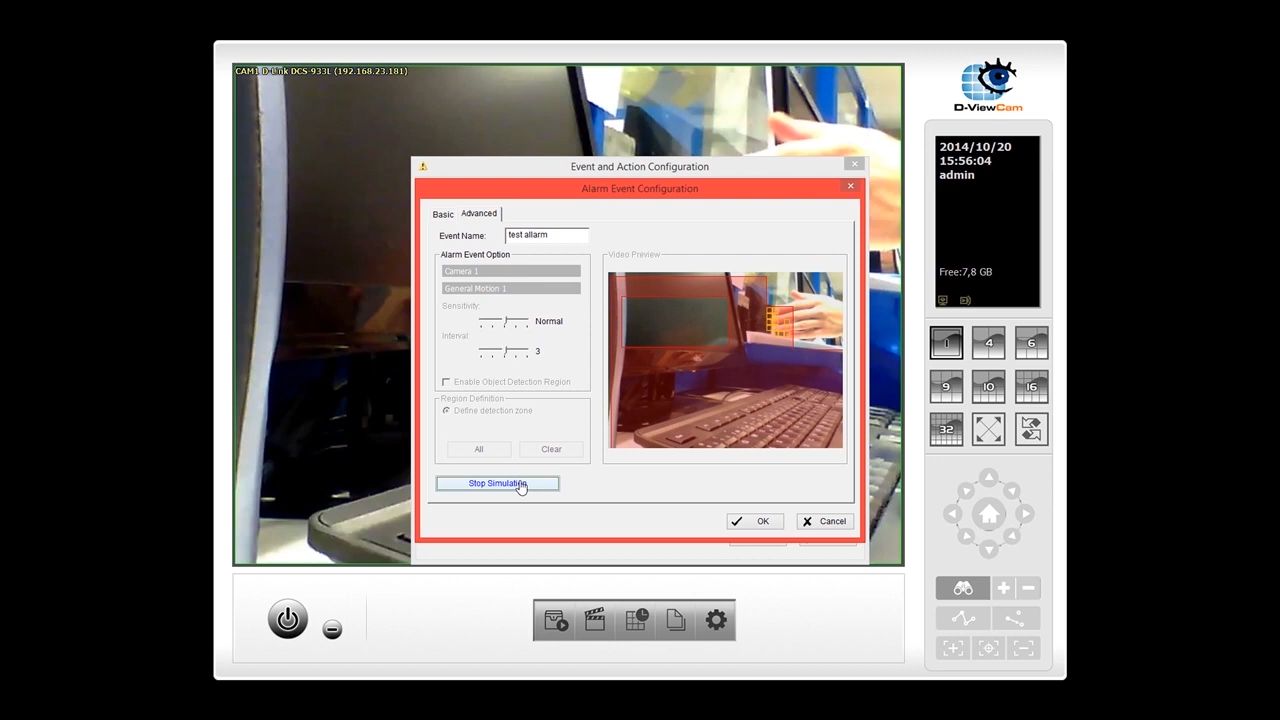 CAM1 D-Link DCS-933L (192.168.23.181)
D-ViewCam
2014/10/20
15:56:04
admin
Free:7,8 GB
Event and Action Configuration
Alarm Event Configuration
Basic
Advanced
Event Name:
test allarm
Alarm Event Option
Camera 1
General Motion 1
Sensitivity:
Normal
Interval:
3
Enable Object Detection Region
Region Definition
Define detection zone
All
Clear
Video Preview
Stop Simulation
OK
Cancel
1
4
6
9
10
16
32